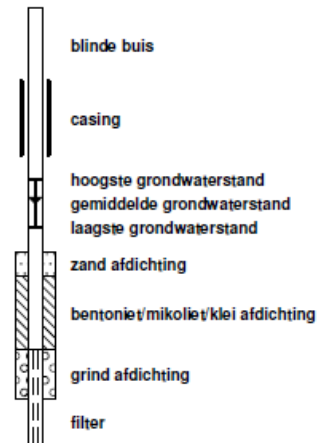 blinde buis
casing
hoogste grondwaterstand
gemiddelde grondwaterstand
laagste grondwaterstand
zand afdichting
bentoniet/mikoliet/klei afdichting
grind afdichting
filter